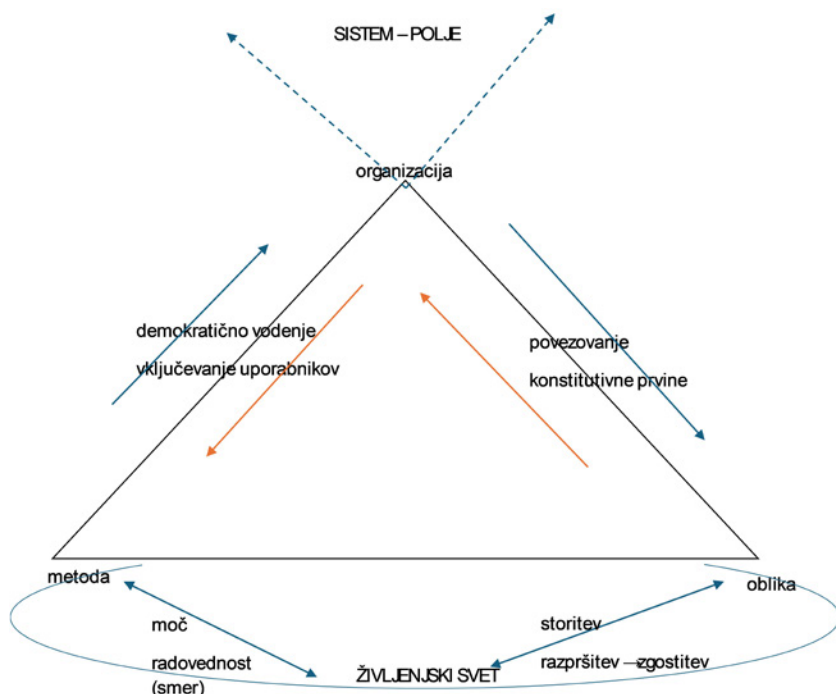 SISTEM – POLJE
organizacija
demokratično vodenje
vključevanje uporabnikov
povezovanje
konstitutivne prvine
metoda
oblika
moč
radovednost
(smer)
storitev
razpršitev → zgostitev
ŽIVLJENJSKI SVET